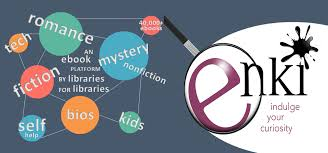 romance
40,000+
ebooks
tech
AN
ebook
PLATFORM
BY libraries
FOR libraries
mystery
nonfiction
fiction
bios
kids
self
help
enki
indulge
your
curiosity